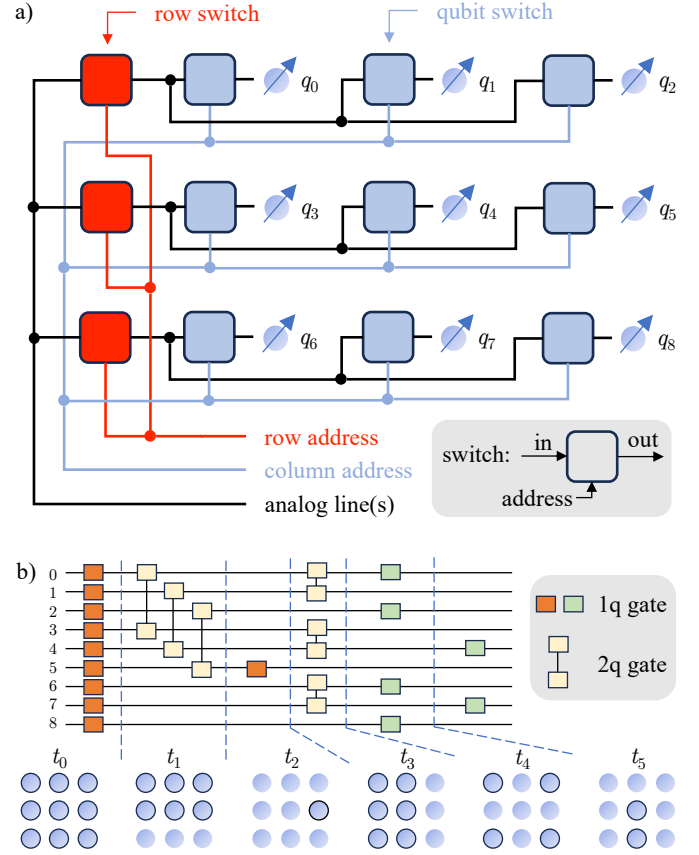 a)
row switch
qubit switch
q0
q1
q2
q3
q4
q5
q6
q7
q8
row address
column address
analog line(s)
switch:
in
out
address
b)
0
1
2
3
4
5
6
7
8
1q gate
2q gate
t0
t1
t2
t3
t4
t5